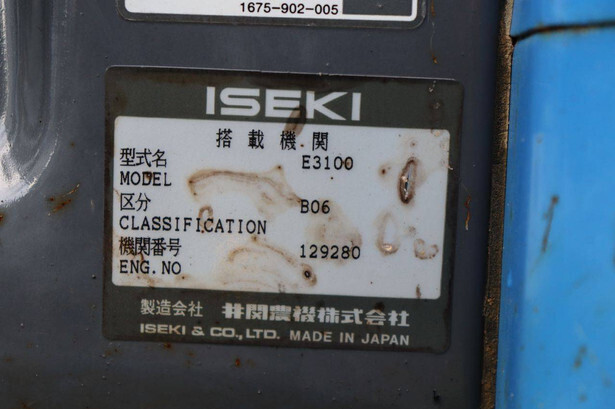 1675-902-005
ISEKI
搭載機関
型式名 E3100
MODEL
区分 B06
CLASSIFICATION
機関番号 129280
ENG.NO
製造会社 井関農機株式会社
ISEKI & CO., LTD. MADE IN JAPAN